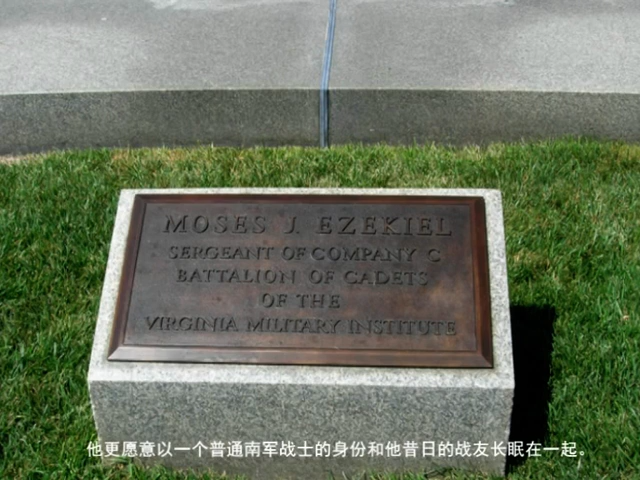 MOSES J. EZEKIEL
SERGEANT OF COMPANY C
BATTALION OF CADETS
OF THE
VIRGINIA MILITARY INSTITUTE
他更愿意以一个普通南军战士的身份和他昔日的战友长眠在一起。